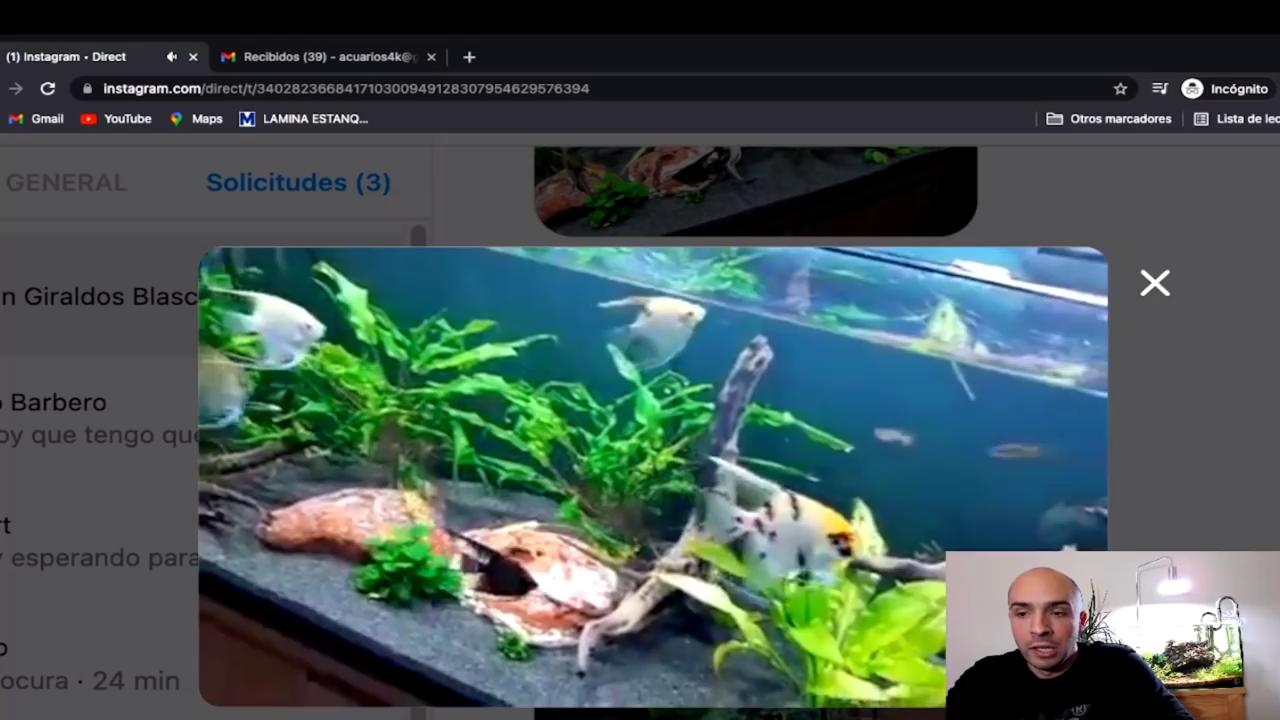 (1) Instagram • Direct
Recibidos (39) - acuarios4k@
instagram.com/direct/t/340282366841710300949128307954629576394
Incógnito
Gmail
YouTube
Maps
LAMINA ESTANQ...
Otros marcadores
Lista de lec
GENERAL
Solicitudes (3)
n Giraldos Blasc
o Barbero
oy que tengo que
rt
y esperando para
o
ocura · 24 min